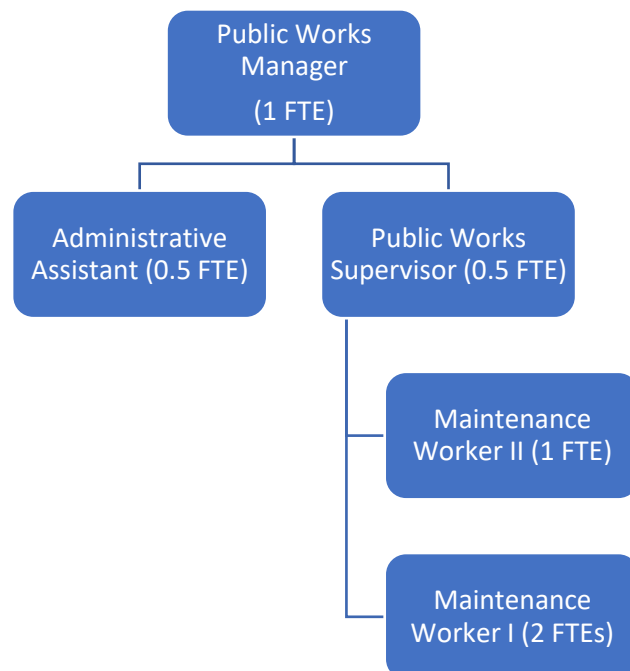 Public Works
Manager
(1 FTE)
Administrative
Assistant (0.5 FTE)
Public Works
Supervisor (0.5 FTE)
Maintenance
Worker II (1 FTE)
Maintenance
Worker I (2 FTEs)